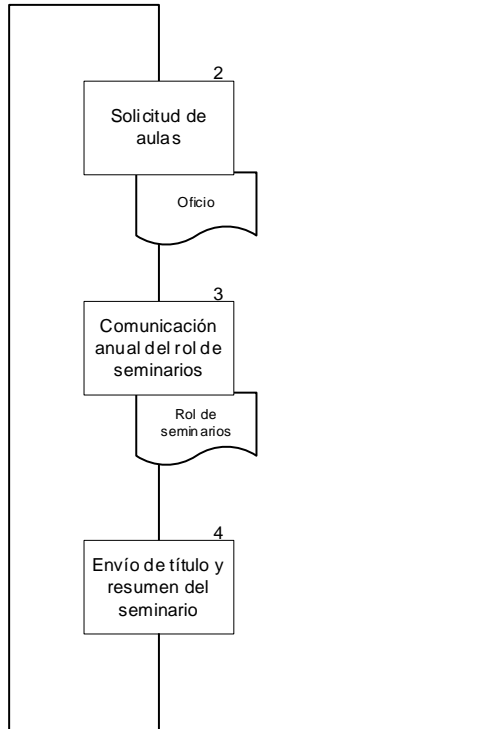 2
Solicitud de
aulas
Oficio
3
Comunicación
anual del rol de
seminarios
Rol de
seminarios
4
Envío de título y
resumen del
seminario